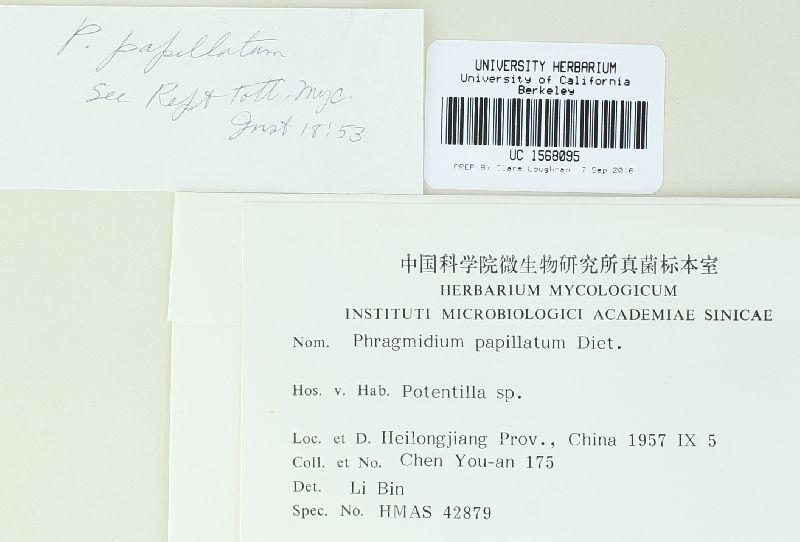 P. papillatum
See Rept Tott. Myc.
Inst 18:53
UNIVERSITY HERBARIUM
University of California
Berkeley
UC 1568095
PREP BY Clare Loughran 7 Sep 2016
中国科学院微生物研究所真菌标本室
HERBARIUM MYCOLOGICUM
INSTITUTI MICROBIOLOGICI ACADEMIAE SINICAE
Nom. Phragmidium papillatum Diet.
Hos. v. Hab. Potentilla sp.
Loc. et D. Heilongjiang Prov., China 1957 IX 5
Coll. et No. Chen You-an 175
Det. Li Bin
Spec. No. HMAS 42879